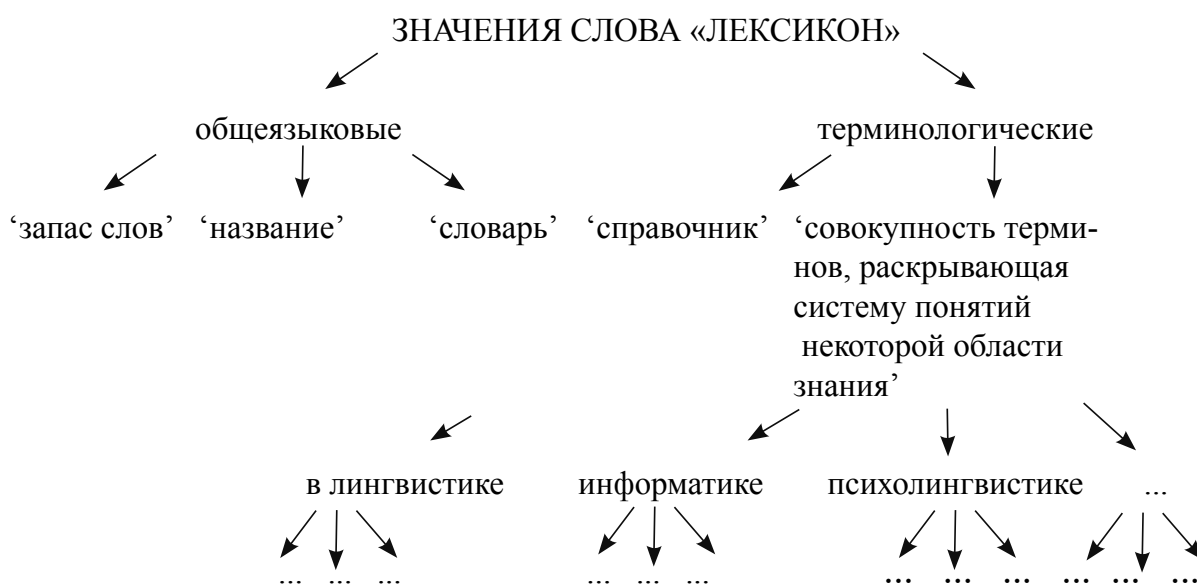 ЗНАЧЕНИЯ СЛОВА «ЛЕКСИКОН»
общеязыковые терминологические
‘запас слов’ ‘название’ ‘словарь’ ‘справочник’ ‘совокупность терми-
нов, раскрывающая
систему понятий
некоторой области
знания’
в лингвистике информатике психолингвистике ...
... ... ... ... ... ... ... ... ... ... ... ...